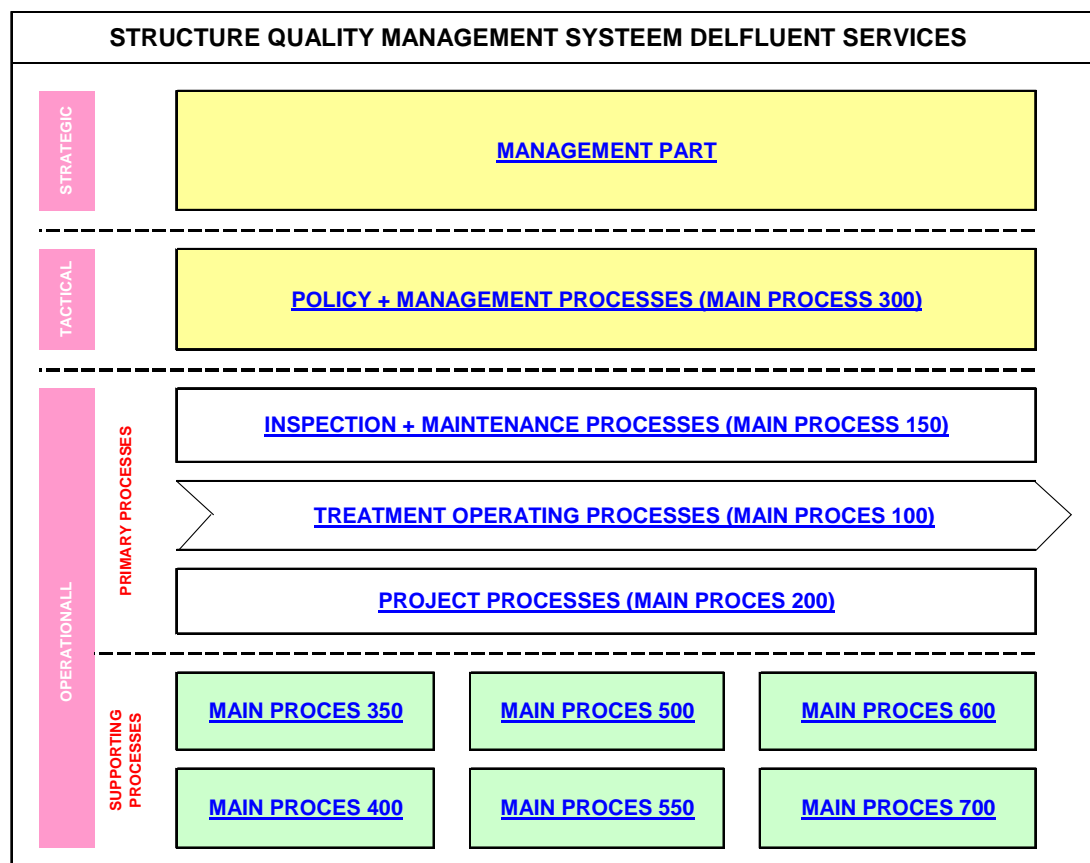 STRUCTURE QUALITY MANAGEMENT SYSTEEM DELFLUENT SERVICES
STRATEGIC
MANAGEMENT PART
TACTICAL
POLICY + MANAGEMENT PROCESSES (MAIN PROCESS 300)
OPERATIONALL
PRIMARY PROCESSES
INSPECTION + MAINTENANCE PROCESSES (MAIN PROCESS 150)
TREATMENT OPERATING PROCESSES (MAIN PROCES 100)
PROJECT PROCESSES (MAIN PROCES 200)
SUPPORTING
PROCESSES
MAIN PROCES 350
MAIN PROCES 500
MAIN PROCES 600
MAIN PROCES 400
MAIN PROCES 550
MAIN PROCES 700